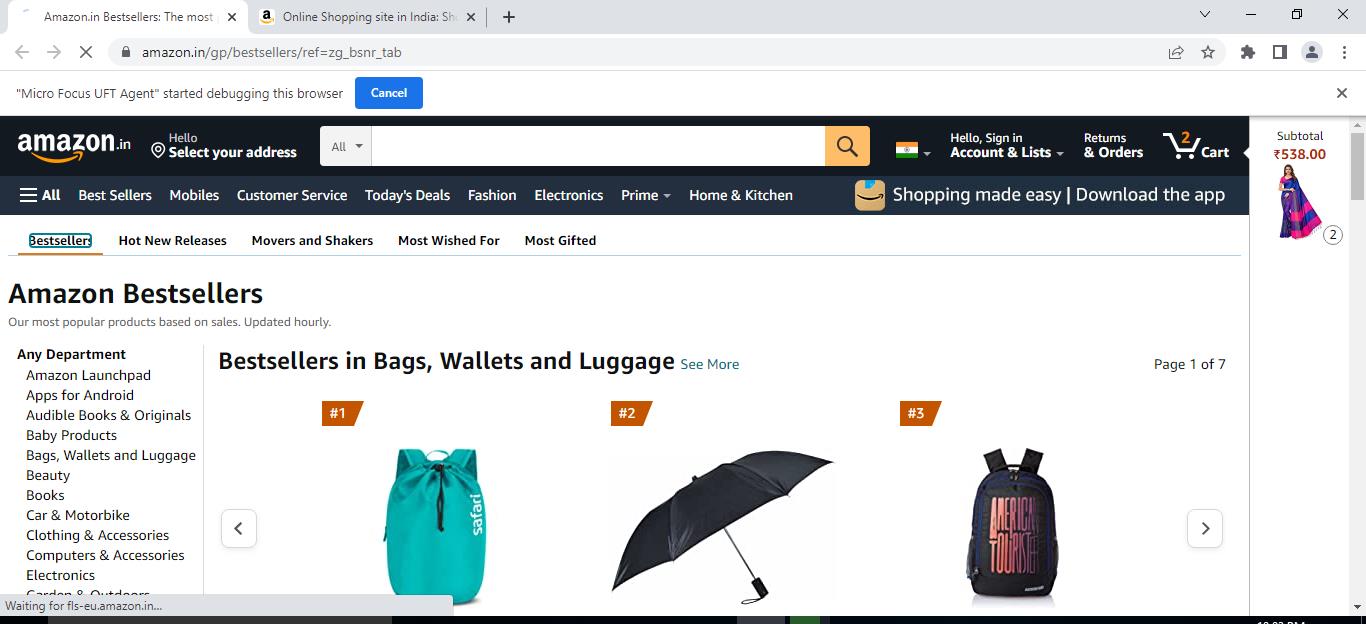 Amazon.in Bestsellers: The most
Online Shopping site in India: Sh
amazon.in/gp/bestsellers/ref=zg_bsnr_tab
"Micro Focus UFT Agent" started debugging this browser
Cancel
amazon.in
Hello
Select your address
All
Hello, Sign in
Account & Lists
Returns
& Orders
2
Cart
Subtotal
₹538.00
2
All
Best Sellers
Mobiles
Customer Service
Today's Deals
Fashion
Electronics
Prime
Home & Kitchen
Shopping made easy | Download the app
Bestsellers
Hot New Releases
Movers and Shakers
Most Wished For
Most Gifted
Amazon Bestsellers
Our most popular products based on sales. Updated hourly.
Any Department
Amazon Launchpad
Apps for Android
Audible Books & Originals
Baby Products
Bags, Wallets and Luggage
Beauty
Books
Car & Motorbike
Clothing & Accessories
Computers & Accessories
Electronics
Garden & Outdoors
Bestsellers in Bags, Wallets and Luggage See More
Page 1 of 7
#1
#2
#3
safari
AMERICAN
TOURISTER
Waiting for fls-eu.amazon.in...